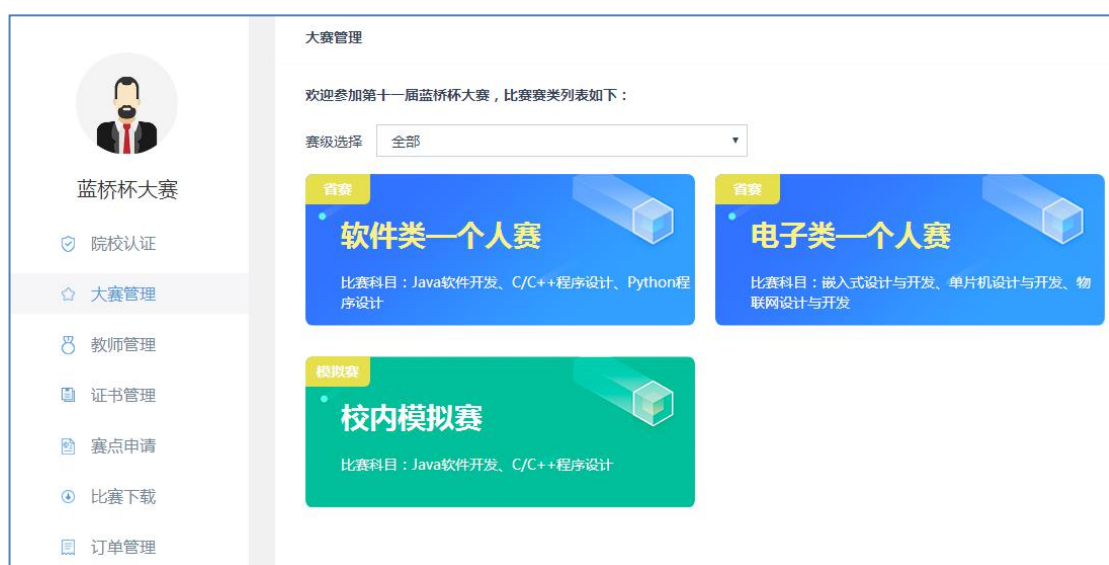 大赛管理
欢迎参加第十一届蓝桥杯大赛，比赛赛类列表如下：
赛级选择 全部
蓝桥杯大赛
院校认证
大赛管理
教师管理
证书管理
赛点申请
比赛下载
订单管理
省赛
软件类—个人赛
比赛科目：Java软件开发、C/C++程序设计、Python程
序设计
省赛
电子类—个人赛
比赛科目：嵌入式设计与开发、单片机设计与开发、物
联网设计与开发
模拟赛
校内模拟赛
比赛科目：Java软件开发、C/C++程序设计